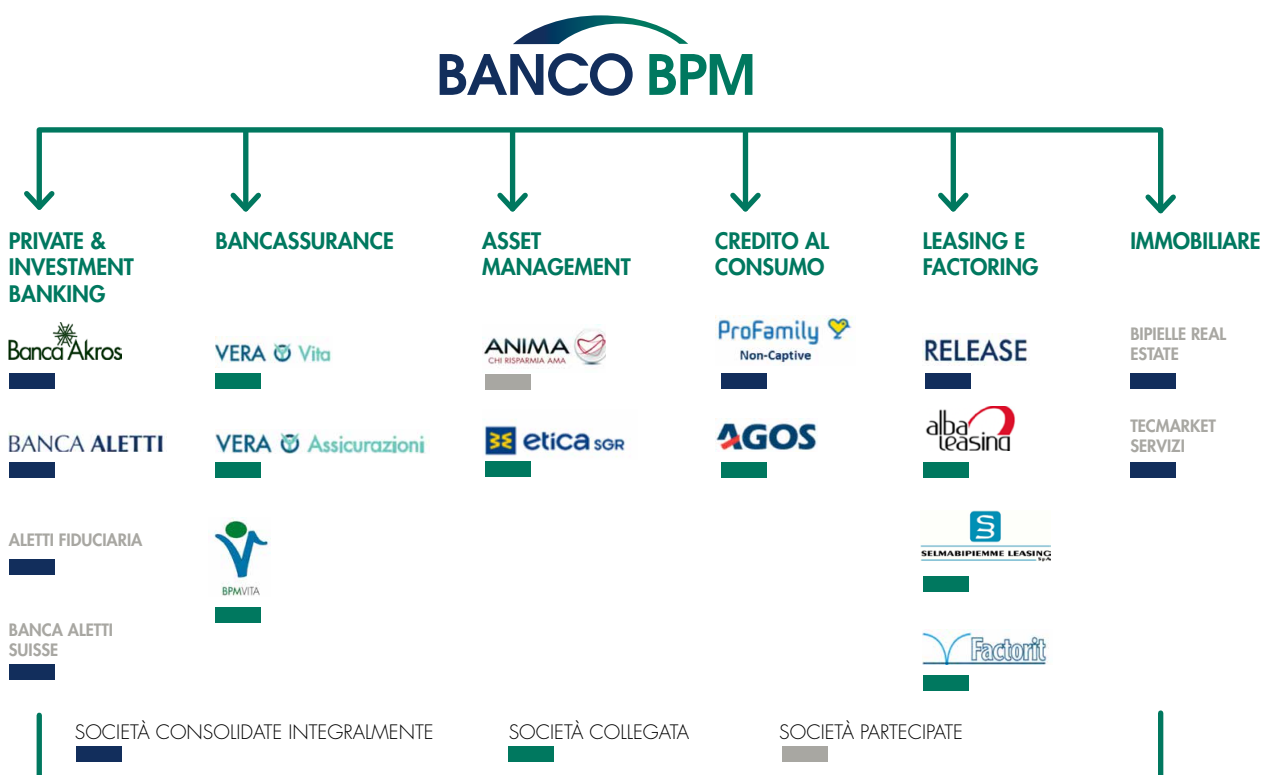 BANCO BPM
PRIVATE &
INVESTMENT
BANKING
Banca Akros
BANCA ALETTI
ALETTI FIDUCIARIA
BANCA ALETTI
SUISSE
BANCASSURANCE
VERA Vita
VERA Assicurazioni
BPMVITA
ASSET
MANAGEMENT
ANIMA
CHI RISPARMIA AMA
etica SGR
CREDITO AL
CONSUMO
ProFamily
Non-Captive
AGOS
LEASING E
FACTORING
RELEASE
alba
leasing
SELMABIPIEMME LEASING
S.p.A.
Factorit
IMMOBILIARE
BIPIELLE REAL
ESTATE
TECMARKET
SERVIZI
SOCIETÀ CONSOLIDATE INTEGRALMENTE
SOCIETÀ COLLEGATA
SOCIETÀ PARTECIPATE